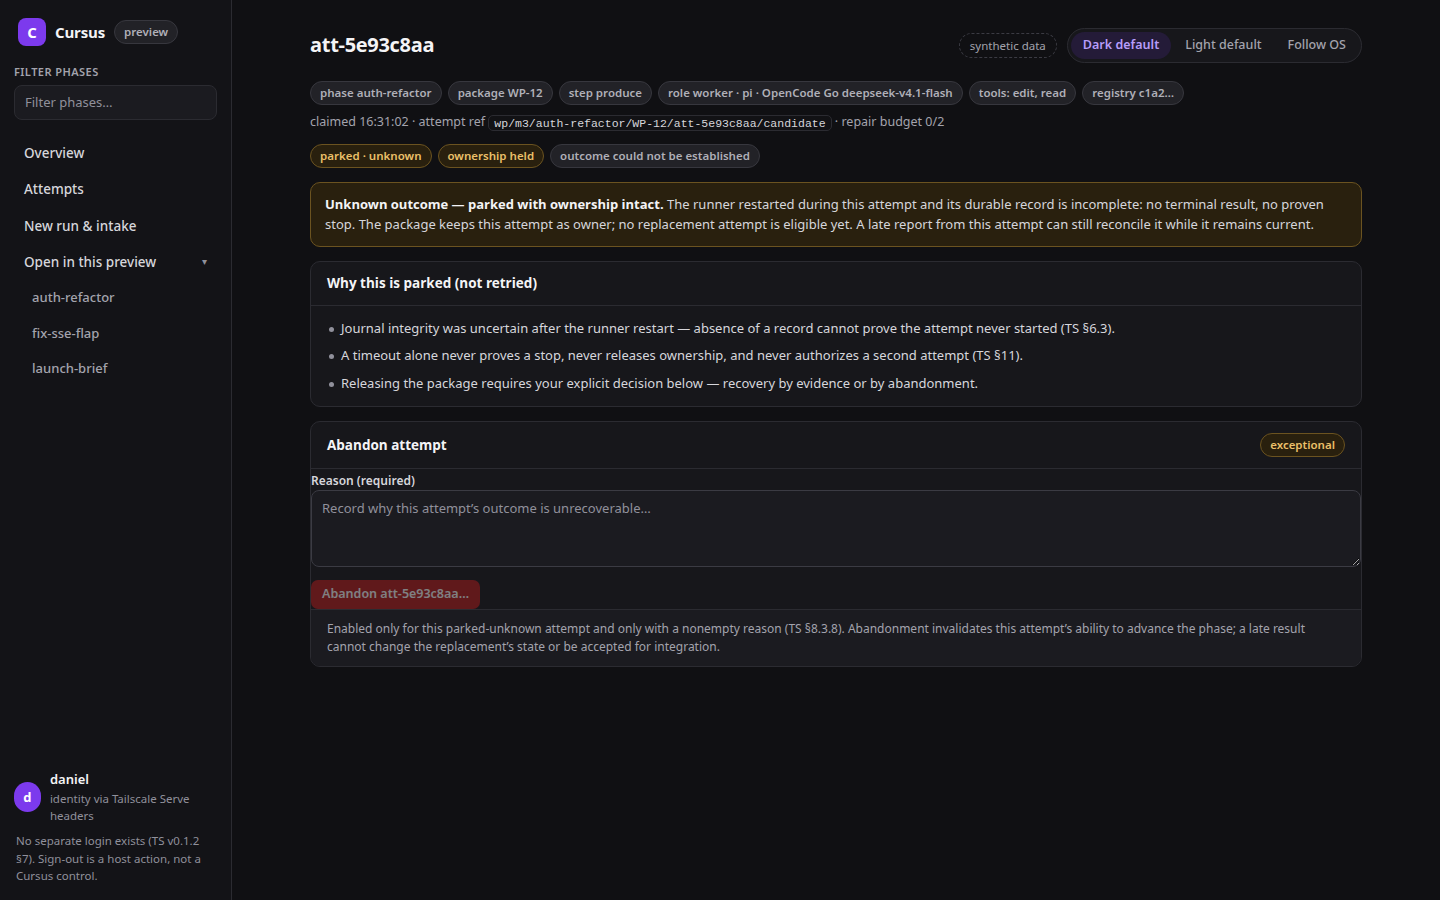 C Cursus preview
FILTER PHASES
Filter phases...
Overview
Attempts
New run & intake
Open in this preview ▾
auth-refactor
fix-sse-flap
launch-brief
d
daniel
identity via Tailscale Serve
headers
No separate login exists (TS v0.1.2
§7). Sign-out is a host action, not a
Cursus control.
att-5e93c8aa
synthetic data
Dark default Light default Follow OS
phase auth-refactor package WP-12 step produce role worker · pi · OpenCode Go deepseek-v4.1-flash tools: edit, read registry c1a2…
claimed 16:31:02 · attempt ref wp/m3/auth-refactor/WP-12/att-5e93c8aa/candidate · repair budget 0/2
parked · unknown ownership held outcome could not be established
Unknown outcome — parked with ownership intact. The runner restarted during this attempt and its durable record is incomplete: no terminal result, no proven
stop. The package keeps this attempt as owner; no replacement attempt is eligible yet. A late report from this attempt can still reconcile it while it remains current.
Why this is parked (not retried)
Journal integrity was uncertain after the runner restart — absence of a record cannot prove the attempt never started (TS §6.3).
A timeout alone never proves a stop, never releases ownership, and never authorizes a second attempt (TS §11).
Releasing the package requires your explicit decision below — recovery by evidence or by abandonment.
Abandon attempt exceptional
Reason (required)
Record why this attempt’s outcome is unrecoverable…
Abandon att-5e93c8aa…
Enabled only for this parked-unknown attempt and only with a nonempty reason (TS §8.3.8). Abandonment invalidates this attempt’s ability to advance the phase; a late result
cannot change the replacement’s state or be accepted for integration.